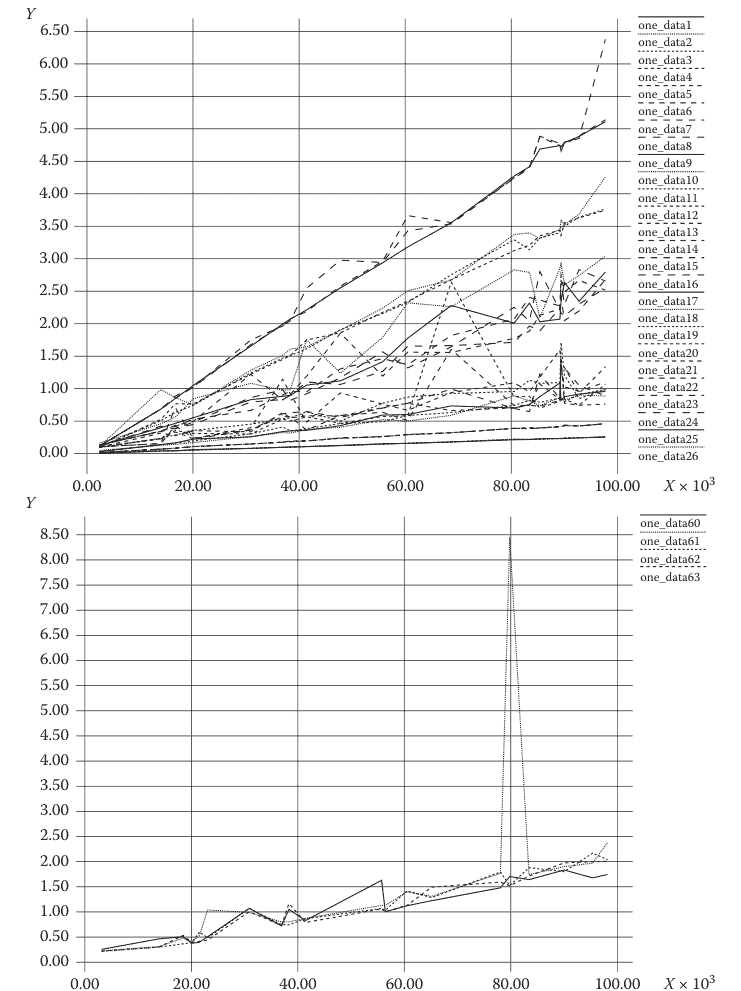 Y
6.50
6.00
5.50
5.00
4.50
4.00
3.50
3.00
2.50
2.00
1.50
1.00
0.50
0.00
0.00 20.00 40.00 60.00 80.00 100.00 X × 10³
one_data1
one_data2
one_data3
one_data4
one_data5
one_data6
one_data7
one_data8
one_data9
one_data10
one_data11
one_data12
one_data13
one_data14
one_data15
one_data16
one_data17
one_data18
one_data19
one_data20
one_data21
one_data22
one_data23
one_data24
one_data25
one_data26
Y
8.50
8.00
7.50
7.00
6.50
6.00
5.50
5.00
4.50
4.00
3.50
3.00
2.50
2.00
1.50
1.00
0.50
0.00
0.00 20.00 40.00 60.00 80.00 100.00 X × 10³
one_data60
one_data61
one_data62
one_data63